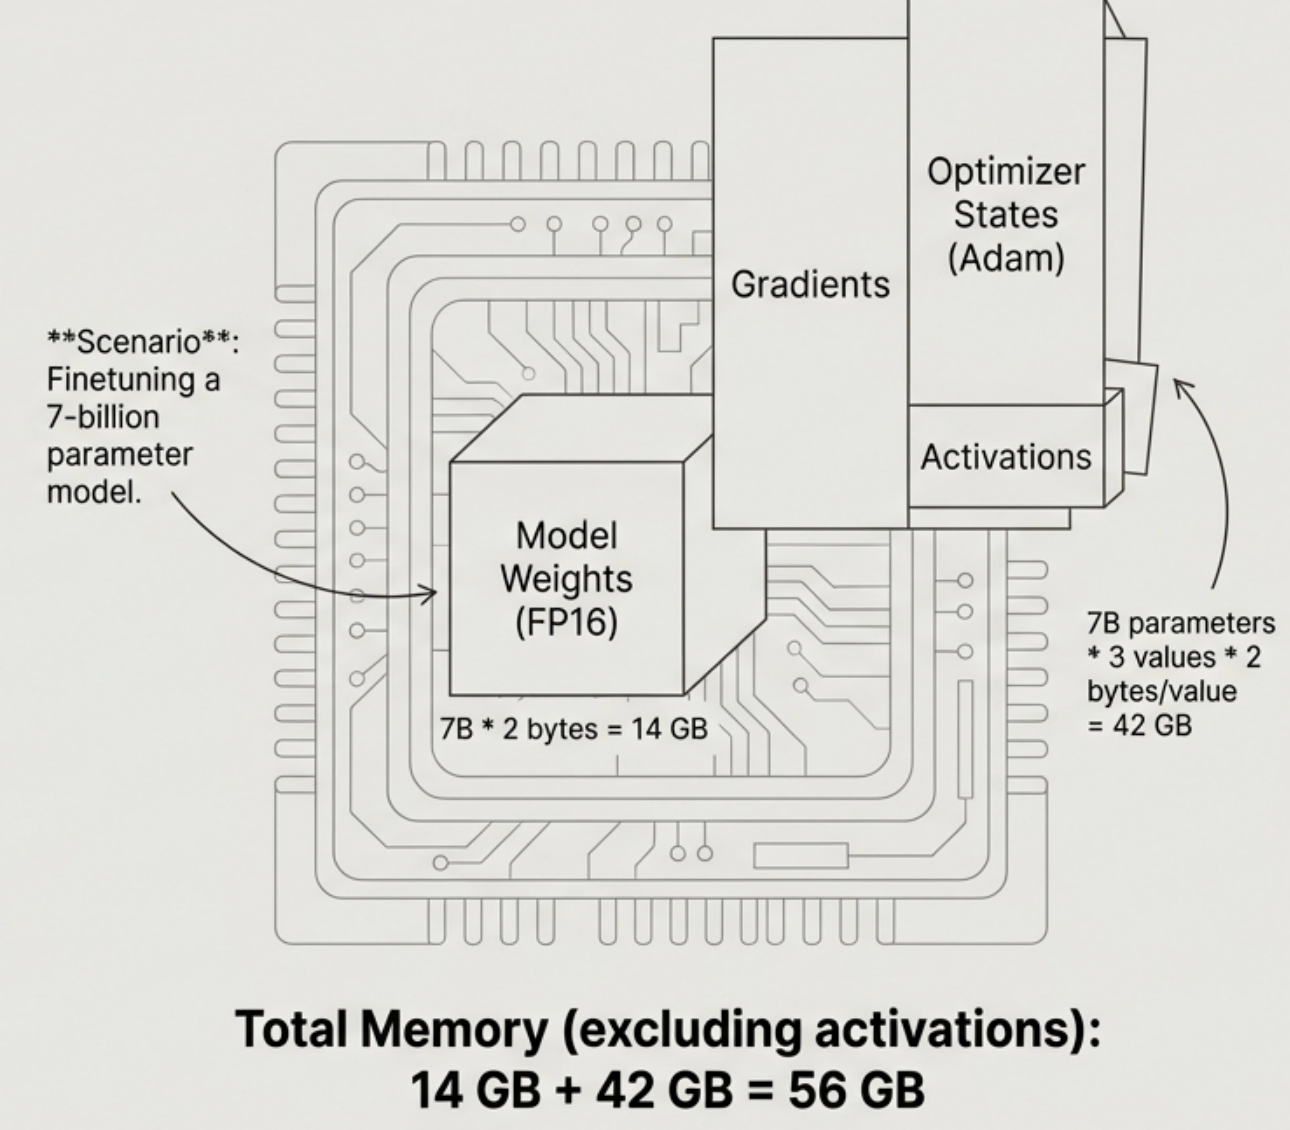 Optimizer
States
(Adam)
Gradients
**Scenario**:
Finetuning a
7-billion
parameter
model.
Activations
Model
Weights
(FP16)
7B * 2 bytes = 14 GB
7B parameters
* 3 values * 2
bytes/value
= 42 GB
Total Memory (excluding activations):
14 GB + 42 GB = 56 GB